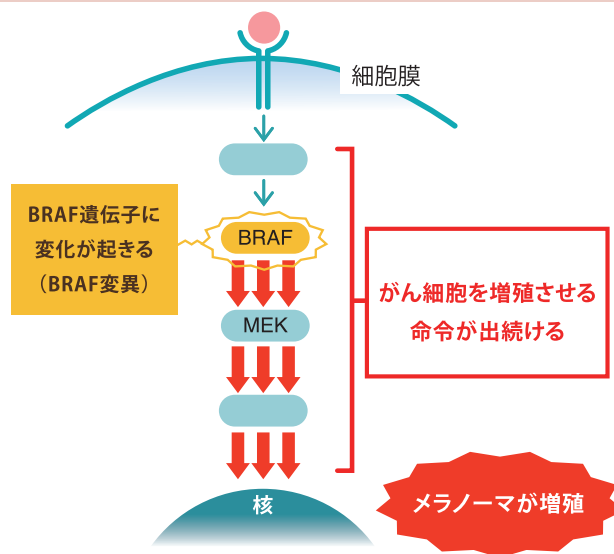 細胞膜
BRAF遺伝子に
変化が起きる
（BRAF変異）
BRAF
MEK
がん細胞を増殖させる
命令が出続ける
核
メラノーマが増殖